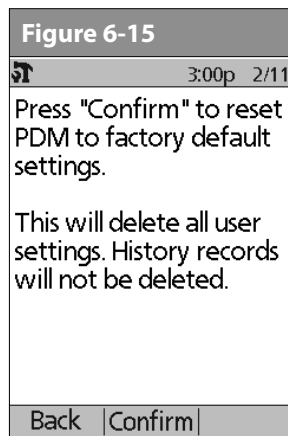 Figure 6-15
3:00p 2/11
Press "Confirm" to reset
PDM to factory default
settings.
This will delete all user
settings. History records
will not be deleted.
Back Confirm